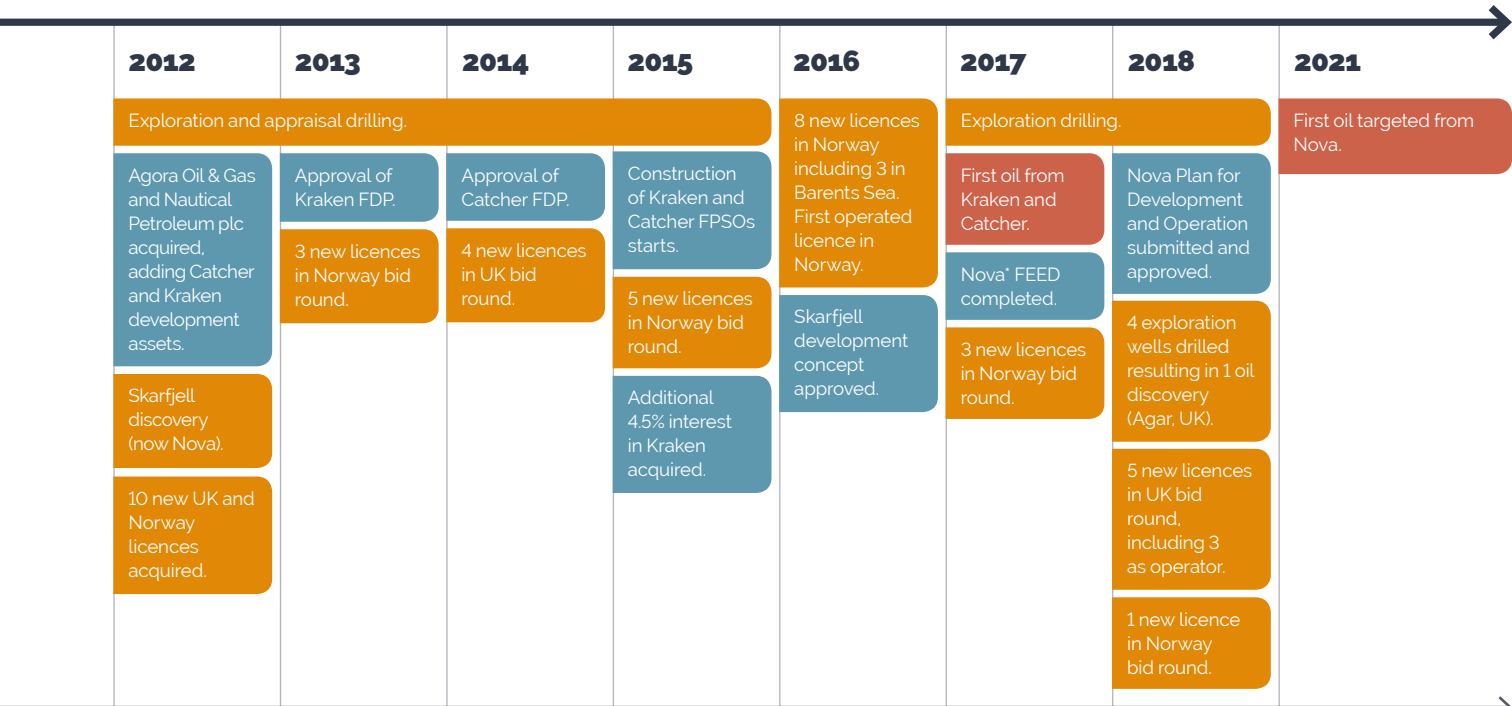 2012
2013
2014
2015
2016
2017
2018
2021
Exploration and appraisal drilling.
Agora Oil & Gas
and Nautical
Petroleum plc
acquired,
adding Catcher
and Kraken
development
assets.
Skarfjell
discovery
(now Nova).
10 new UK and
Norway
licences
acquired.
Approval of
Kraken FDP.
3 new licences
in Norway bid
round.
Approval of
Catcher FDP.
4 new licences
in UK bid
round.
Construction
of Kraken and
Catcher FPSOs
starts.
5 new licences
in Norway bid
round.
Additional
4.5% interest
in Kraken
acquired.
8 new licences
in Norway
including 3 in
Barents Sea.
First operated
licence in
Norway.
Skarfjell
development
concept
approved.
Exploration drilling.
First oil from
Kraken and
Catcher.
Nova* FEED
completed.
3 new licences
in Norway bid
round.
Nova Plan for
Development
and Operation
submitted and
approved.
4 exploration
wells drilled
resulting in 1 oil
discovery
(Agar, UK).
5 new licences
in UK bid
round,
including 3
as operator.
1 new licence
in Norway
bid round.
First oil targeted from
Nova.